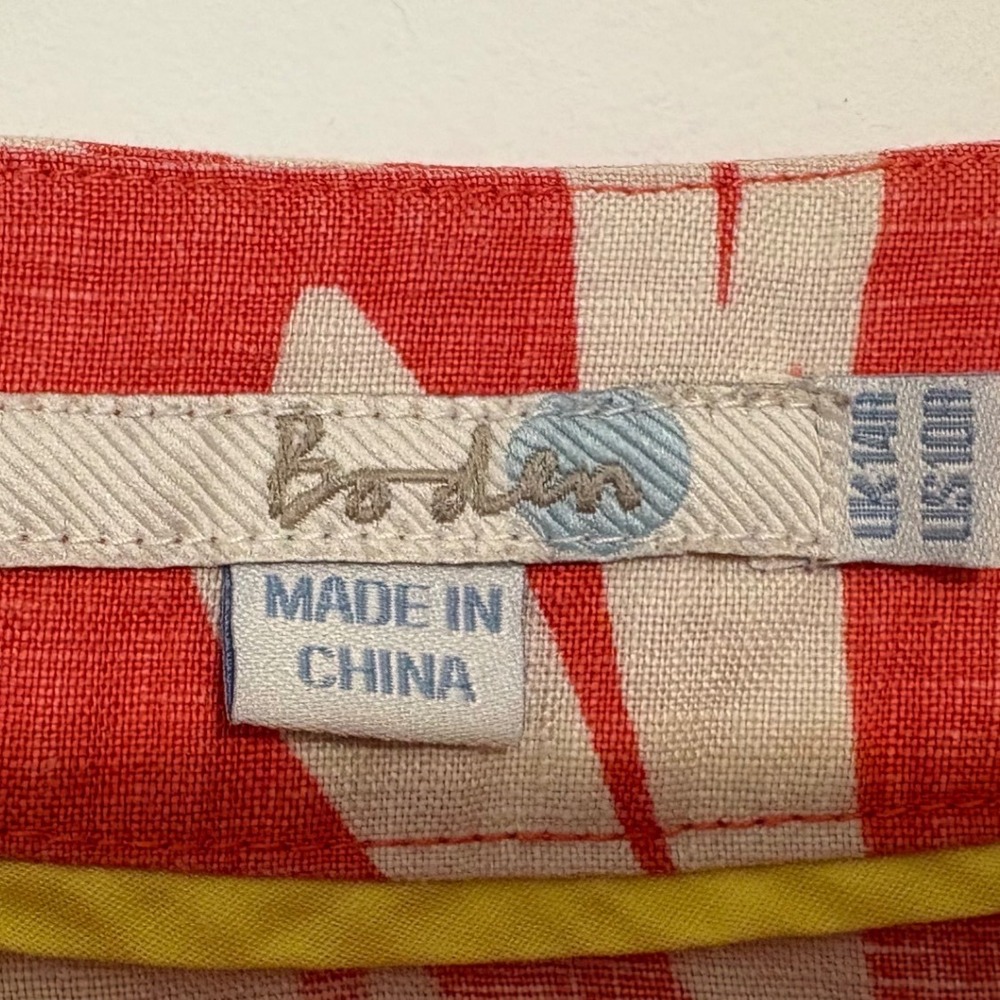 Boden
UK 14R
US 10R
MADE IN
CHINA